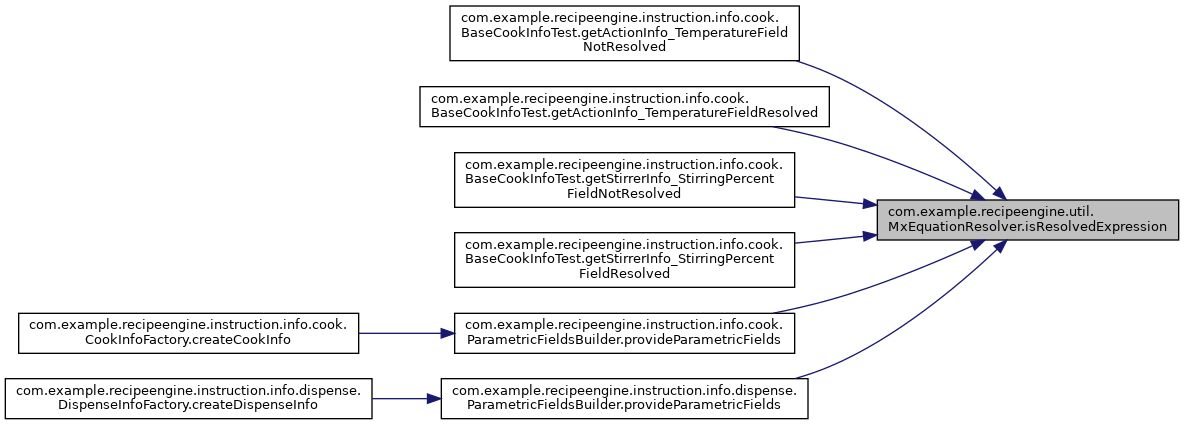 com.example.recipeengine.instruction.info.cook.
BaseCookInfoTest.getActionInfo_TemperatureField
NotResolved
com.example.recipeengine.instruction.info.cook.
BaseCookInfoTest.getActionInfo_TemperatureFieldResolved
com.example.recipeengine.instruction.info.cook.
BaseCookInfoTest.getStirrerInfo_StirringPercent
FieldNotResolved
com.example.recipeengine.util.
MxEquationResolver.isResolvedExpression
com.example.recipeengine.instruction.info.cook.
BaseCookInfoTest.getStirrerInfo_StirringPercent
FieldResolved
com.example.recipeengine.instruction.info.cook.
CookInfoFactory.createCookInfo
com.example.recipeengine.instruction.info.cook.
ParametricFieldsBuilder.provideParametricFields
com.example.recipeengine.instruction.info.dispense.
DispenseInfoFactory.createDispenseInfo
com.example.recipeengine.instruction.info.dispense.
ParametricFieldsBuilder.provideParametricFields